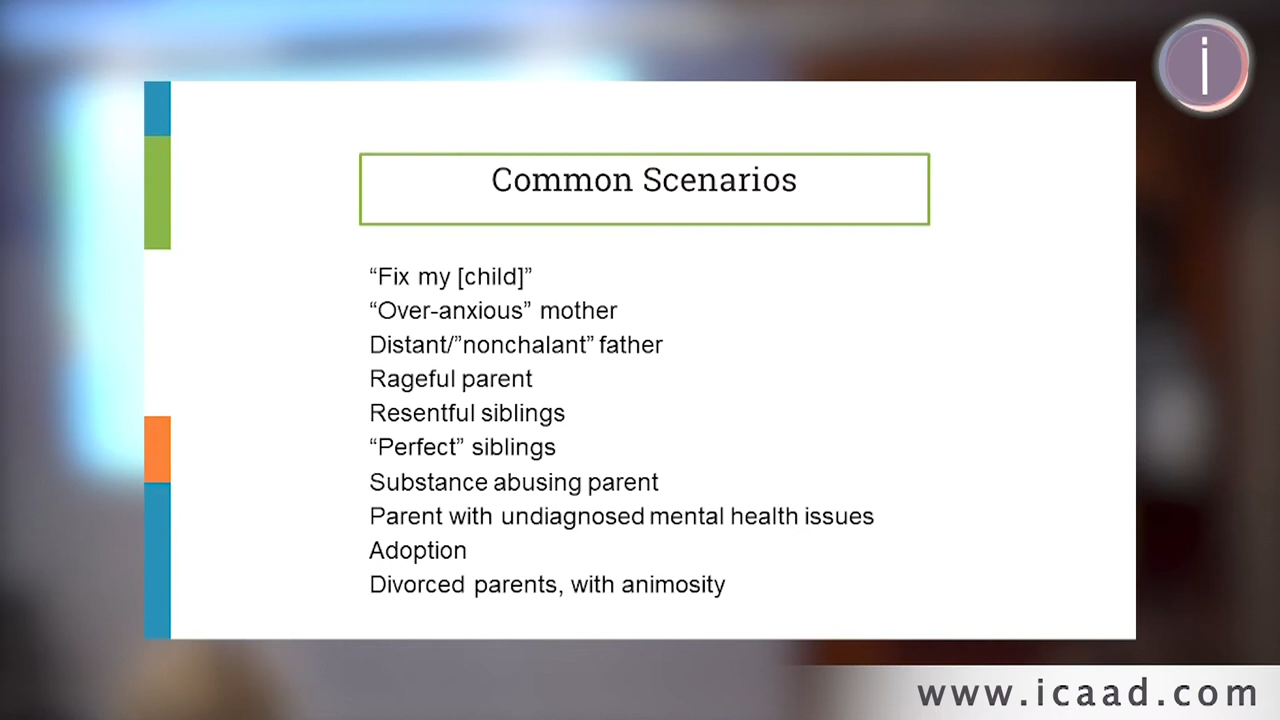 i
Common Scenarios
“Fix my [child]”
“Over-anxious” mother
Distant/”nonchalant” father
Rageful parent
Resentful siblings
“Perfect” siblings
Substance abusing parent
Parent with undiagnosed mental health issues
Adoption
Divorced parents, with animosity
www.icaad.com